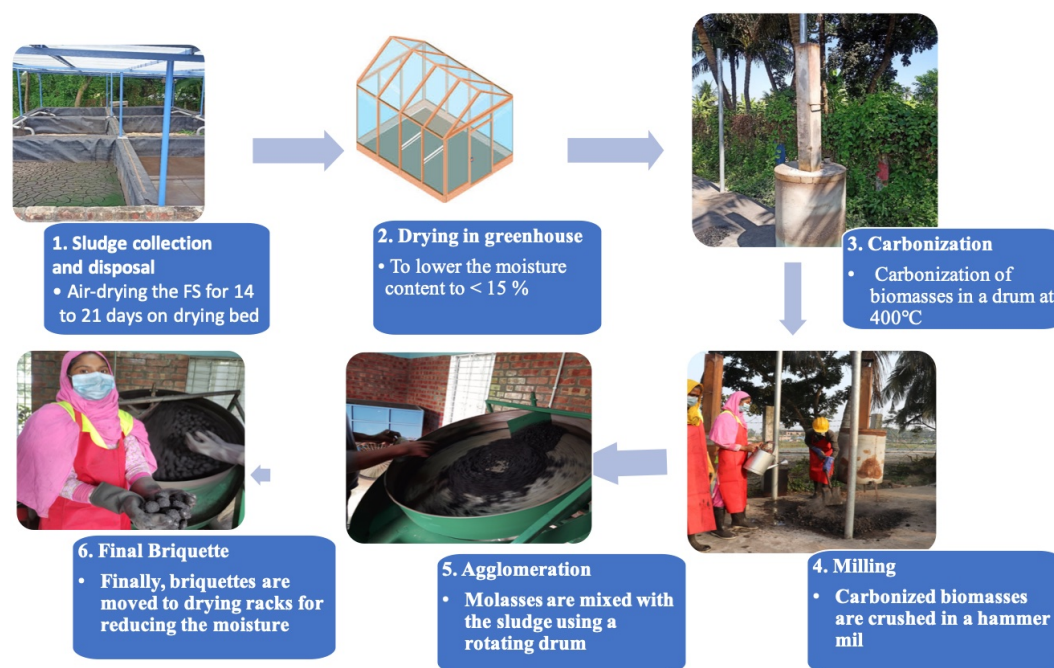 1. Sludge collection
and disposal
• Air-drying the FS for 14
to 21 days on drying bed
2. Drying in greenhouse
• To lower the moisture
content to < 15 %
3. Carbonization
• Carbonization of
biomasses in a drum at
400℃
4. Milling
• Carbonized biomasses
are crushed in a hammer
mil
5. Agglomeration
• Molasses are mixed with
the sludge using a
rotating drum
6. Final Briquette
• Finally, briquettes are
moved to drying racks for
reducing the moisture